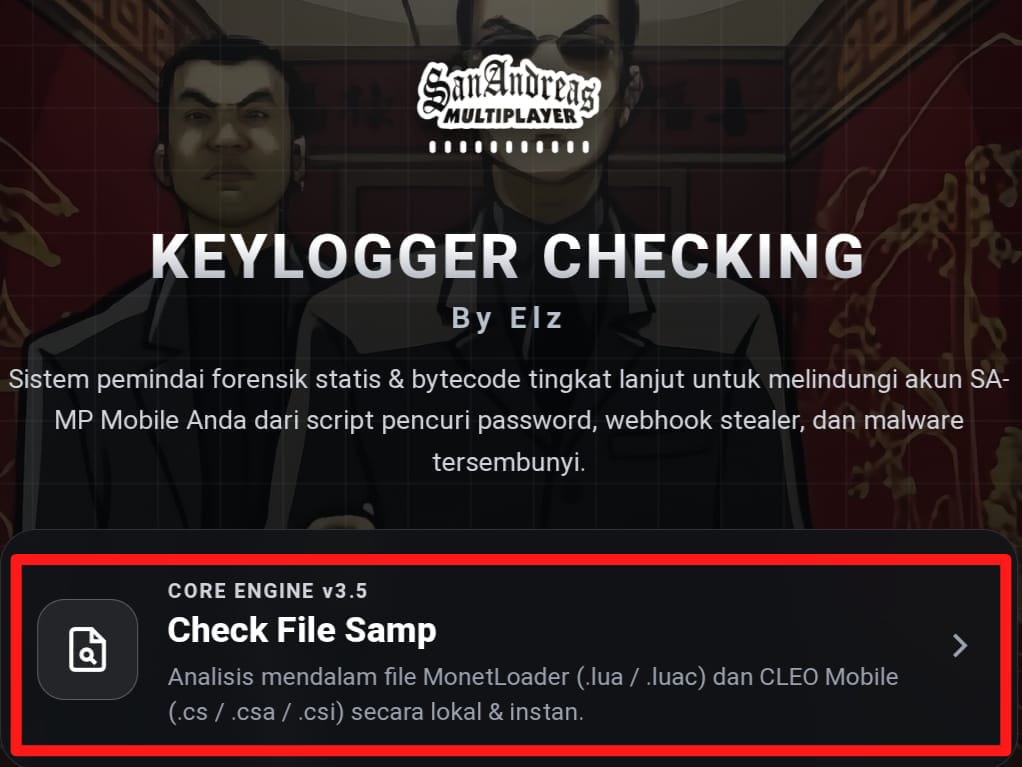 San Andreas
MULTIPLAYER
KEYLOGGER CHECKING
By Elz
Sistem pemindai forensik statis & bytecode tingkat lanjut untuk melindungi akun SA-
MP Mobile Anda dari script pencuri password, webhook stealer, dan malware
tersembunyi.
CORE ENGINE v3.5
Check File Samp
Analisis mendalam file MonetLoader (.lua / .luac) dan CLEO Mobile
(.cs / .csa / .csi) secara lokal & instan.